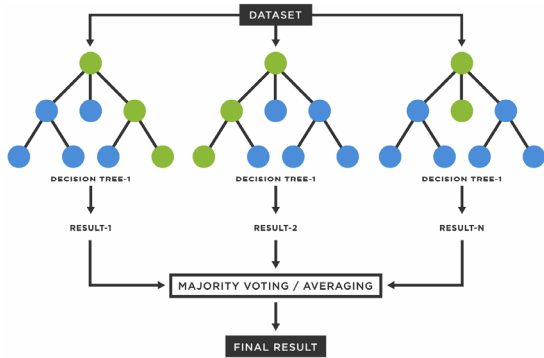 DATASET
DECISION TREE-1
DECISION TREE-1
DECISION TREE-1
RESULT-1
RESULT-2
RESULT-N
MAJORITY VOTING / AVERAGING
FINAL RESULT